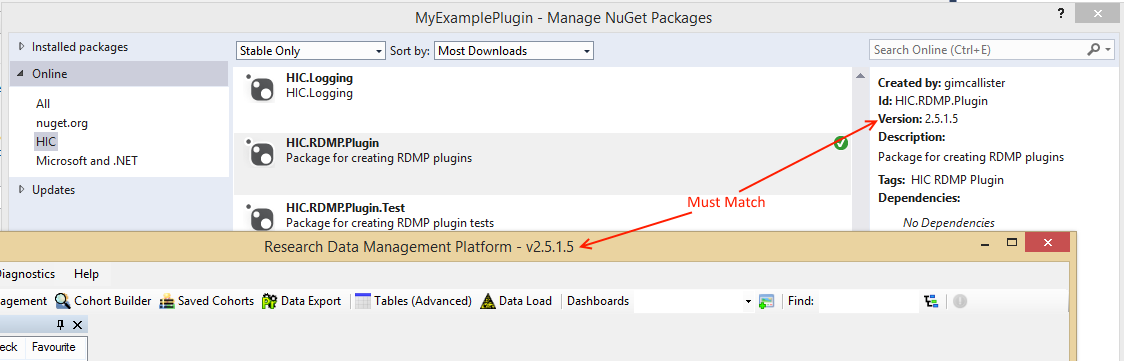 MyExamplePlugin - Manage NuGet Packages
?
Installed packages
Online
All
nuget.org
HIC
Microsoft and .NET
Updates
Stable Only
Sort by: Most Downloads
HIC.Logging
HIC.Logging
HIC.RDMP.Plugin
Package for creating RDMP plugins
HIC.RDMP.Plugin.Test
Package for creating RDMP plugin tests
Search Online (Ctrl+E)
Created by: gimcallister
Id: HIC.RDMP.Plugin
Version: 2.5.1.5
Description:
Package for creating RDMP plugins
Tags: HIC RDMP Plugin
Dependencies:
No Dependencies
Must Match
Research Data Management Platform - v2.5.1.5
Diagnostics Help
agement Cohort Builder Saved Cohorts Data Export Tables (Advanced) Data Load Dashboards Find:
eck Favourite